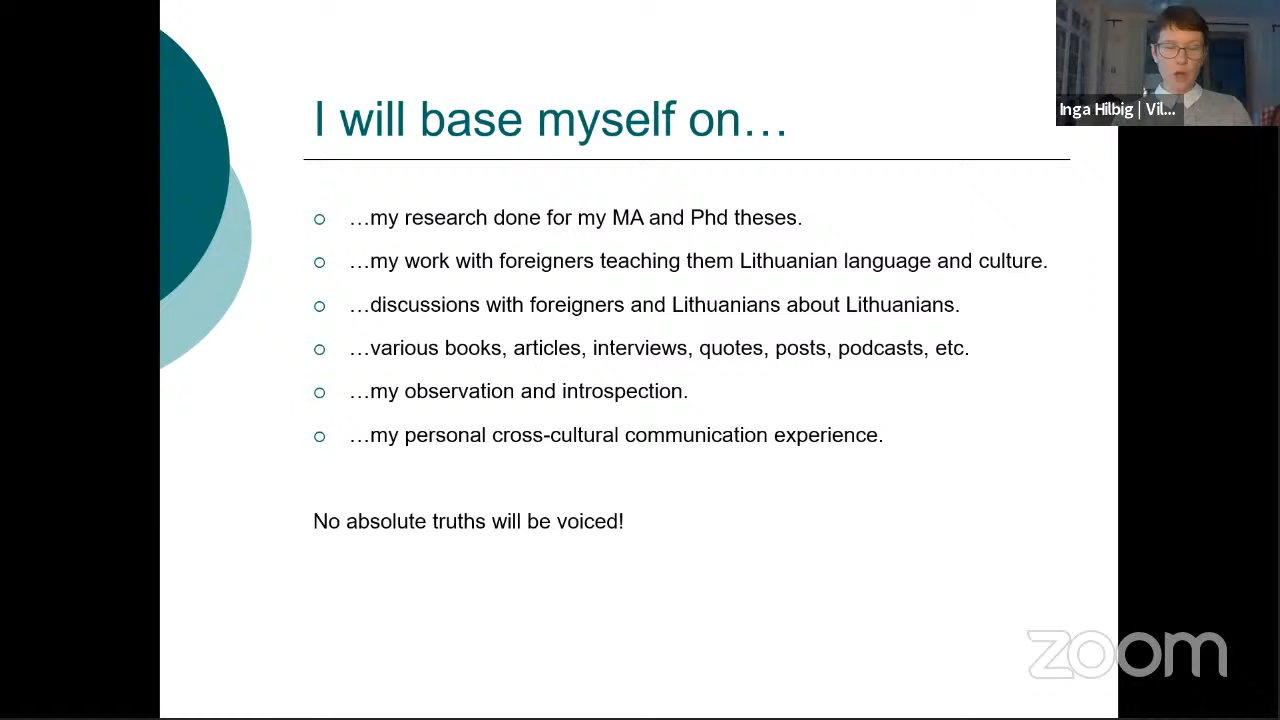 Inga Hilbig | Vil...
I will base myself on…
…my research done for my MA and Phd theses.
…my work with foreigners teaching them Lithuanian language and culture.
…discussions with foreigners and Lithuanians about Lithuanians.
…various books, articles, interviews, quotes, posts, podcasts, etc.
…my observation and introspection.
…my personal cross-cultural communication experience.
No absolute truths will be voiced!
zoom